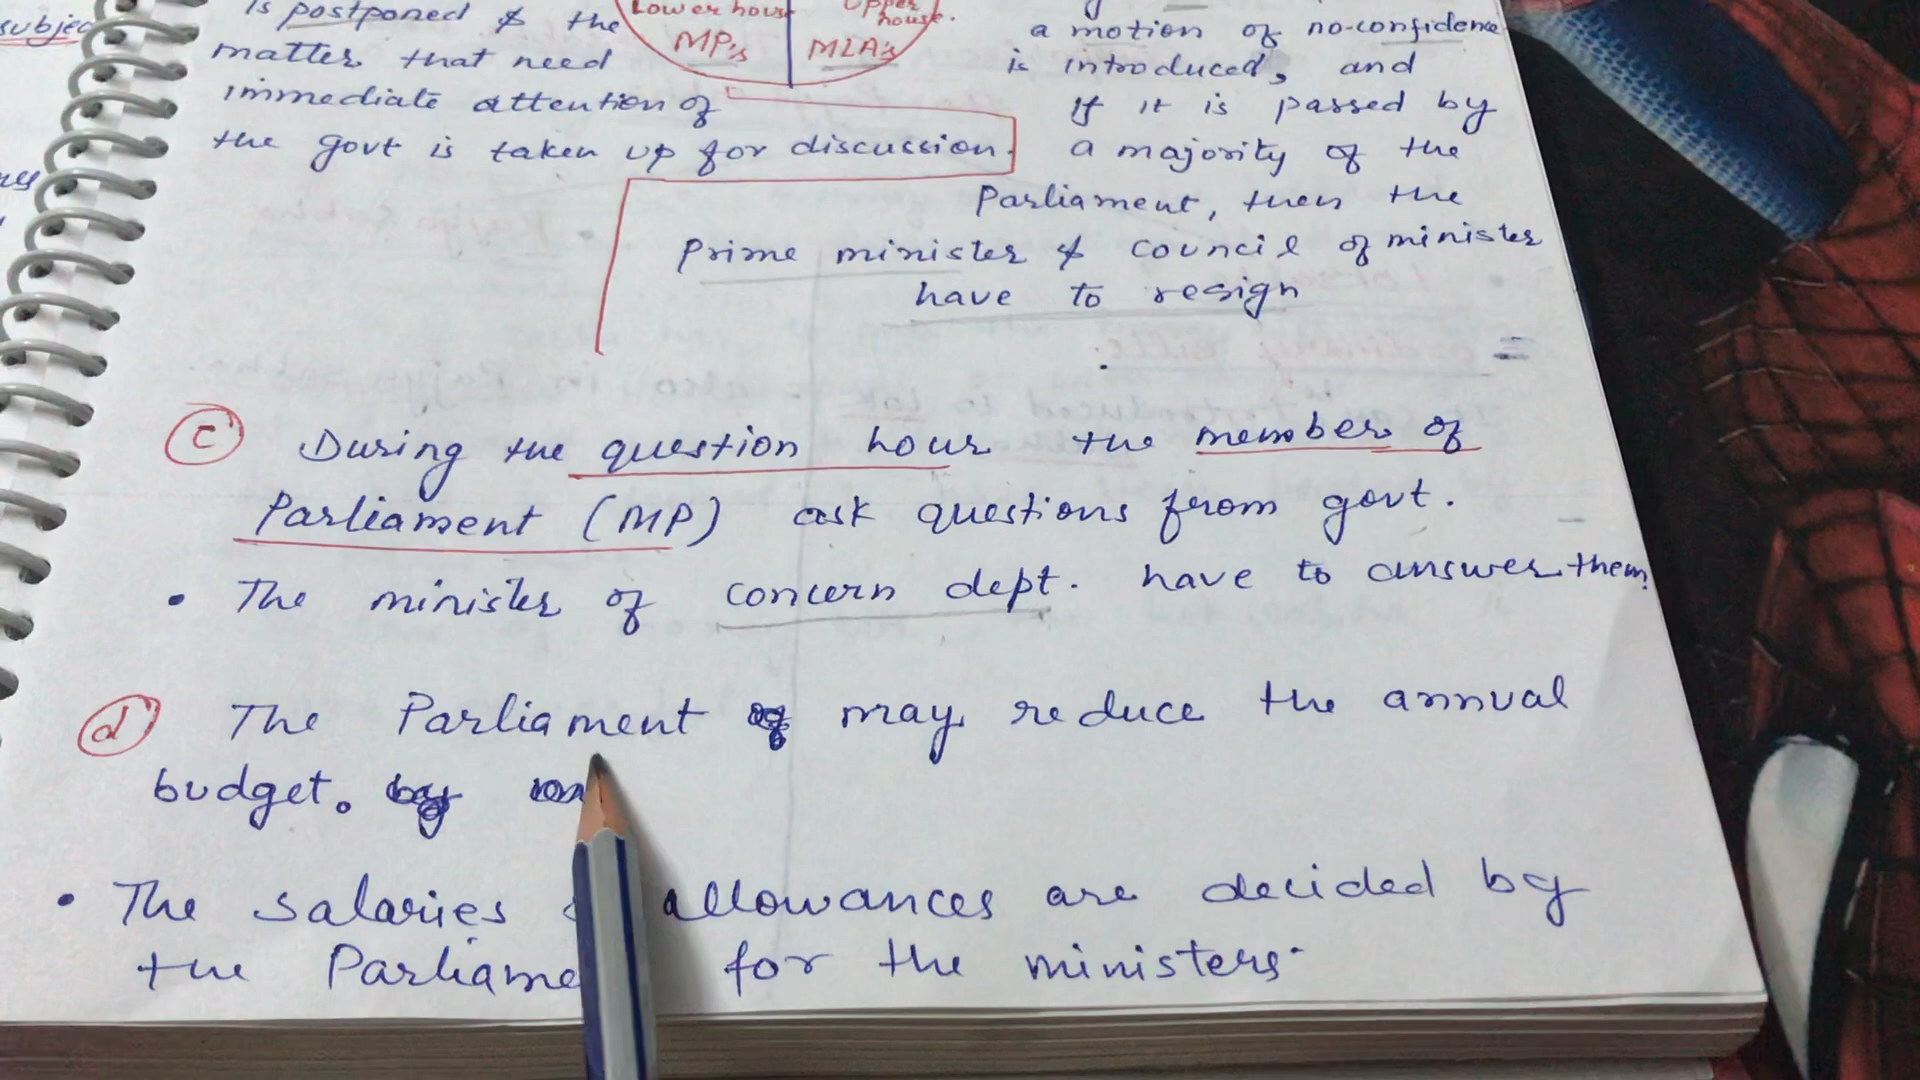 subjec
is postponed & the
matter that need
immediate attention of
the govt is taken up for discussion.
Lower house
MP's
Upper house.
MLA's
a motion of no-confidence
is introduced, and
If it is passed by
a majority of the
Parliament, then the
Prime minister & council of minister
have to resign
c) During the question hour the member of
Parliament (MP) ask questions from govt.
• The minister of concern dept. have to answer them.
d) The Parliament may reduce the annual
budget.
• The salaries allowances are decided by
the Parliame for the ministers.